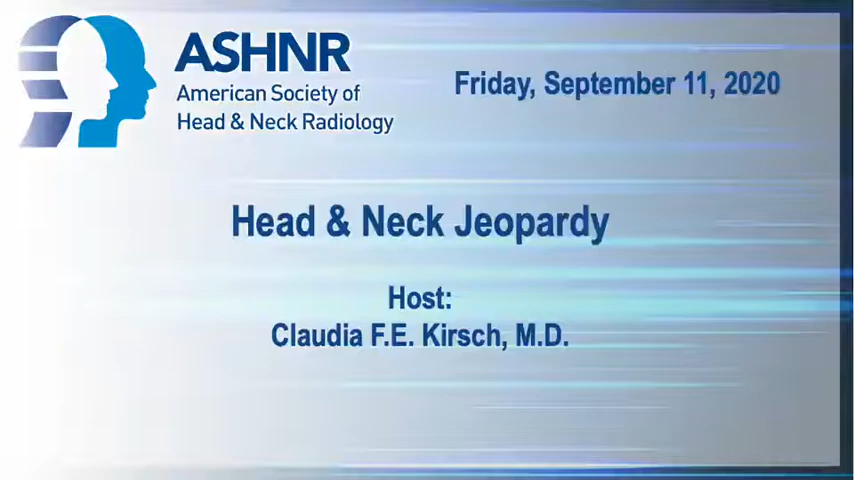 ASHNR
American Society of
Head & Neck Radiology
Friday, September 11, 2020
Head & Neck Jeopardy
Host:
Claudia F.E. Kirsch, M.D.